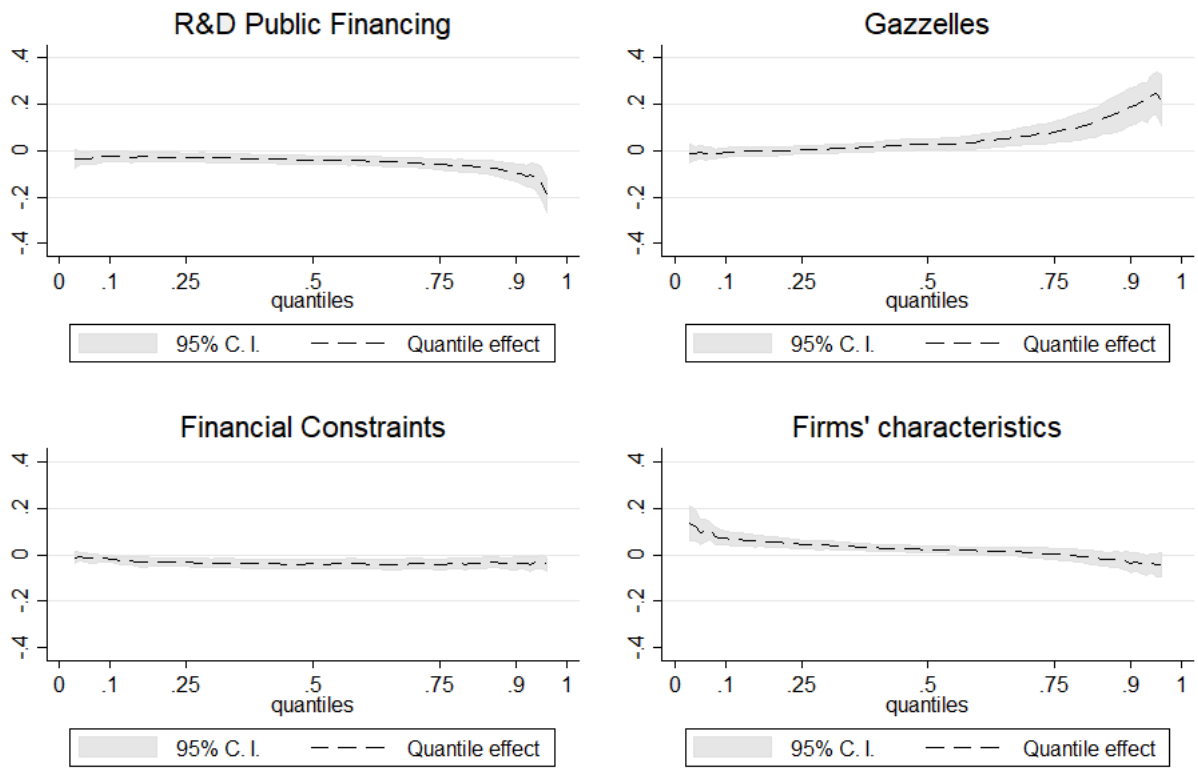 R&D Public Financing
.4
.2
0
-.2
-.4
0 .1 .25 .5 .75 .9 1
quantiles
95% C. I. Quantile effect
Gazzelles
.4
.2
0
-.2
-.4
0 .1 .25 .5 .75 .9 1
quantiles
95% C. I. Quantile effect
Financial Constraints
.4
.2
0
-.2
-.4
0 .1 .25 .5 .75 .9 1
quantiles
95% C. I. Quantile effect
Firms' characteristics
.4
.2
0
-.2
-.4
0 .1 .25 .5 .75 .9 1
quantiles
95% C. I. Quantile effect